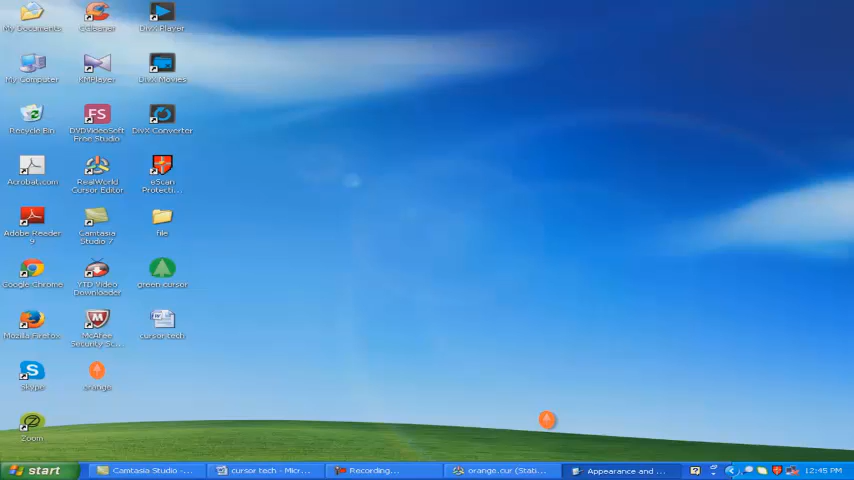 My Documents
CCleaner
DivX Player
My Computer
KMPlayer
DivX Movies
Recycle Bin
FS
DVDVideoSoft
Free Studio
DivX Converter
Acrobat.com
RealWorld
Cursor Editor
eScan
Protecti...
Adobe Reader
9
Camtasia
Studio 7
file
Google Chrome
YTD Video
Downloader
green cursor
Mozilla Firefox
McAfee
Security Sc...
cursor tech
Skype
orange
Zoom
start
Camtasia Studio -...
cursor tech - Micr...
Recording...
orange.cur (Stati...
Appearance and ...
12:45 PM